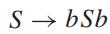 S → bSb